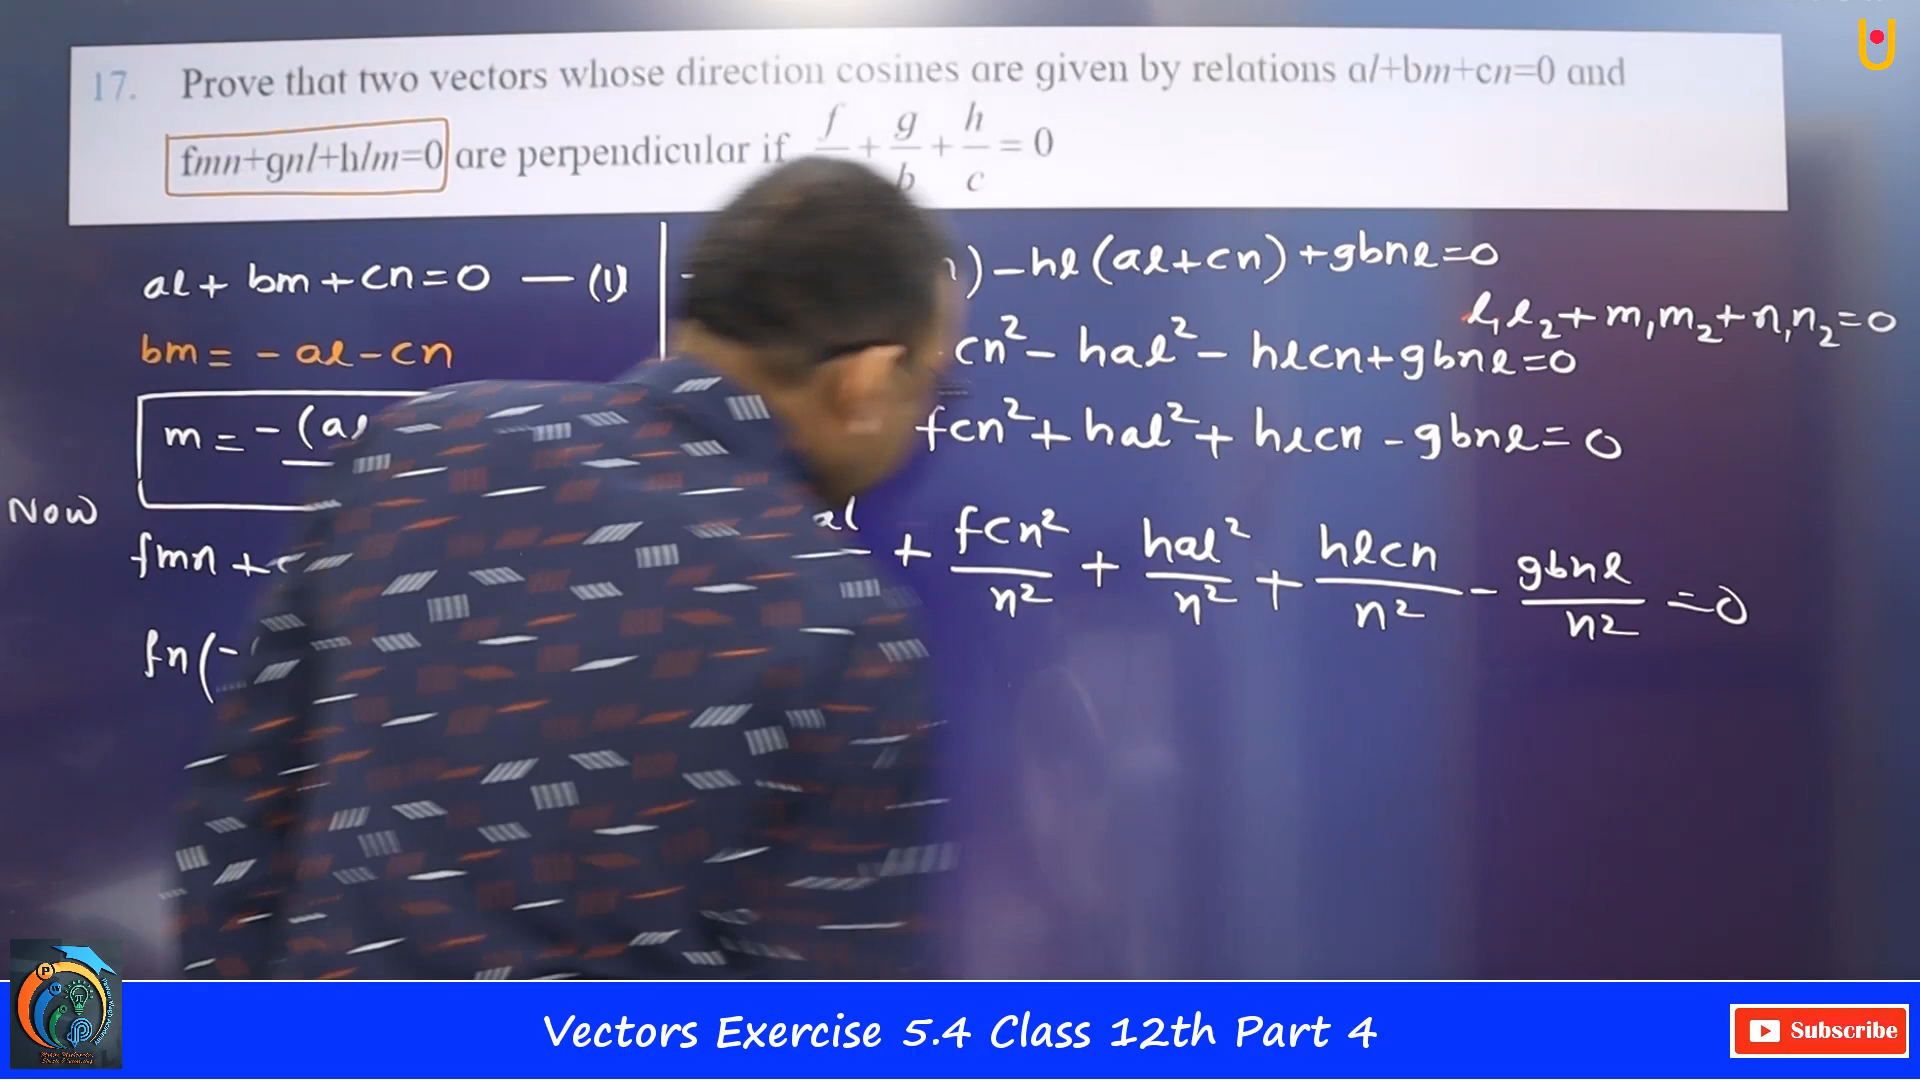 17. Prove that two vectors whose direction cosines are given by relations al+bm+cn=0 and
fmn+gnl+hlm=0 are perpendicular if f + g/b + h/c = 0
al + bm + cn = 0 — (1)
bm = - al - cn
m = - (al
Now
fmn +
fn(-
) - hl (al + cn) + gbnl = 0
l₁l₂ + m₁m₂ + n₁n₂ = 0
cn² - hal² - hlcn + gbnl = 0
fcn² + hal² + hlcn - gbnl = 0
al + fcn²/n² + hal²/n² + hlcn/n² - gbnl/n² = 0
Vectors Exercise 5.4 Class 12th Part 4
Subscribe